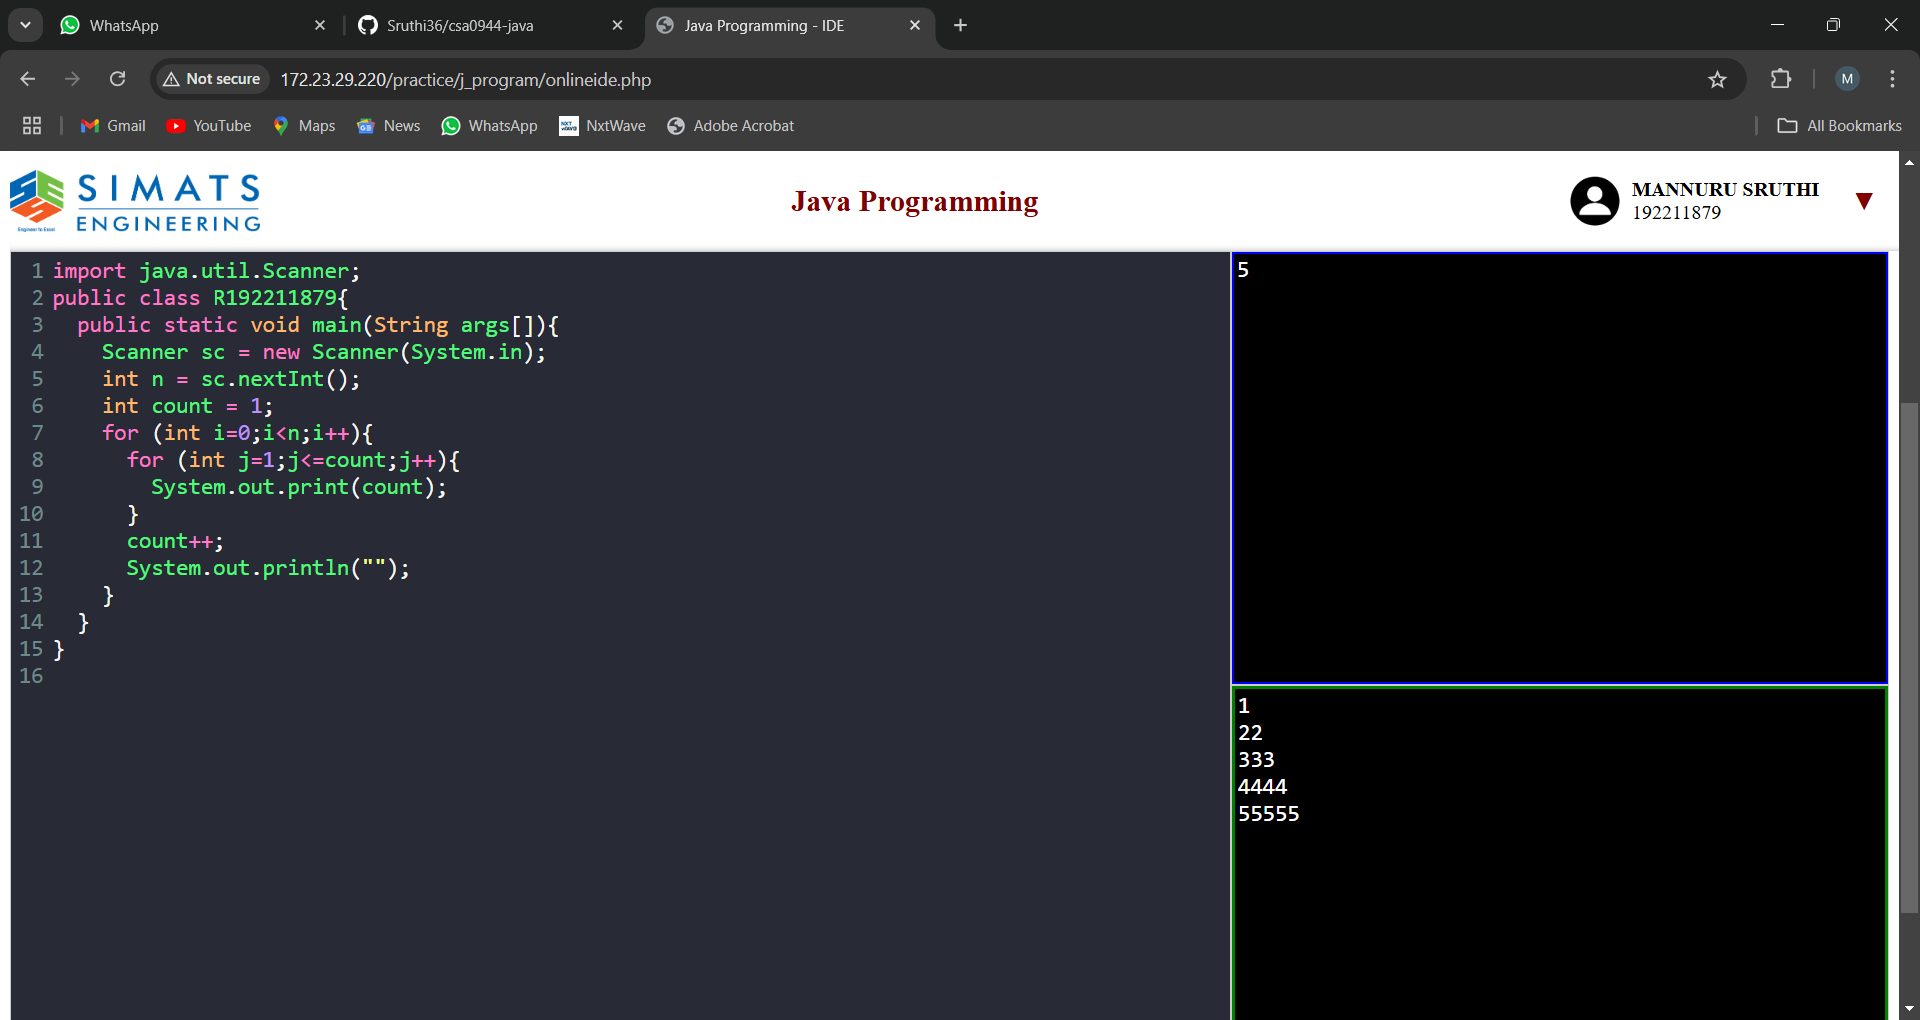 WhatsApp
Sruthi36/csa0944-java
Java Programming - IDE
Not secure
172.23.29.220/practice/j_program/onlineide.php
M
Gmail
YouTube
Maps
News
WhatsApp
NxtWave
Adobe Acrobat
All Bookmarks
SIMATS
ENGINEERING
Engineer to Excel
Java Programming
MANNURU SRUTHI
192211879
1 import java.util.Scanner;
2 public class R192211879{
3   public static void main(String args[]){
4     Scanner sc = new Scanner(System.in);
5     int n = sc.nextInt();
6     int count = 1;
7     for (int i=0;i<n;i++){
8       for (int j=1;j<=count;j++){
9         System.out.print(count);
10       }
11       count++;
12       System.out.println("");
13     }
14   }
15 }
16
5
1
22
333
4444
55555